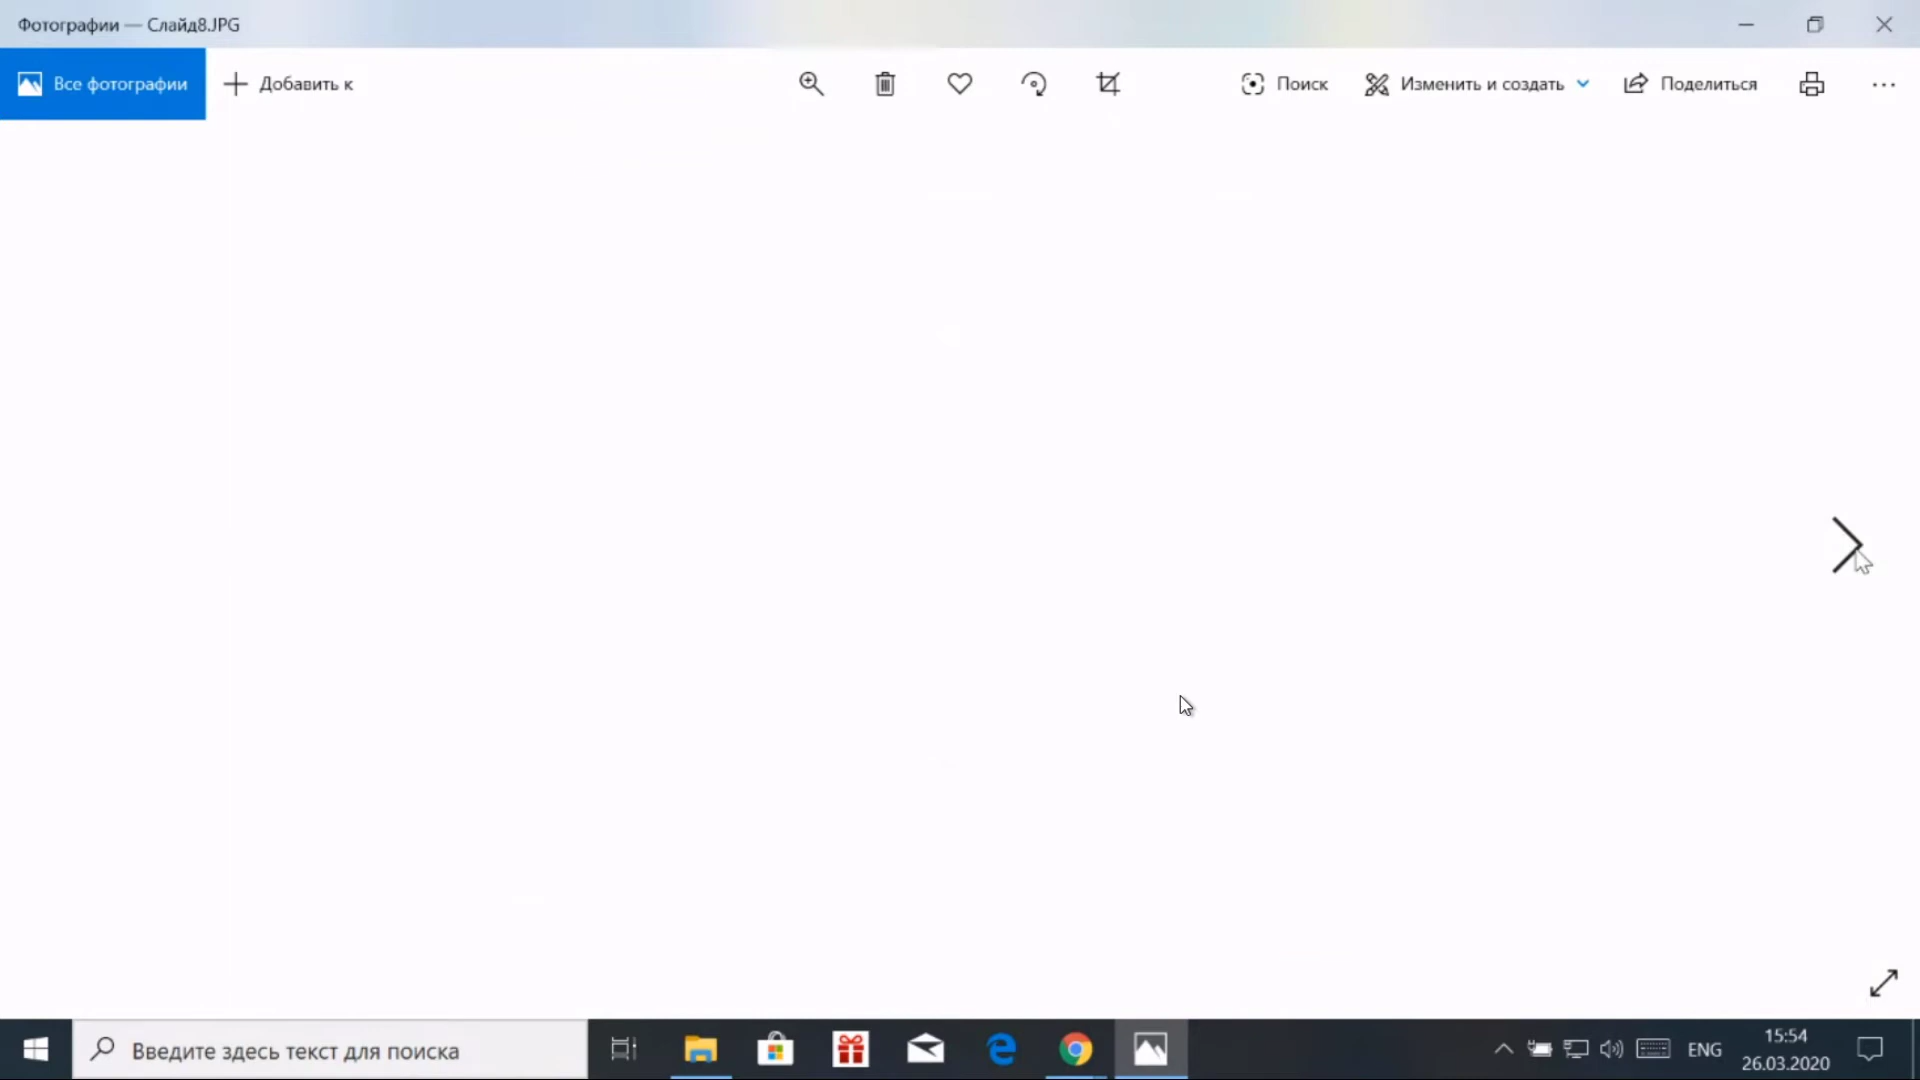 Фотографии — Слайд8.JPG
Все фотографии
Добавить к
Поиск
Изменить и создать
Поделиться
Введите здесь текст для поиска
ENG
15:54
26.03.2020